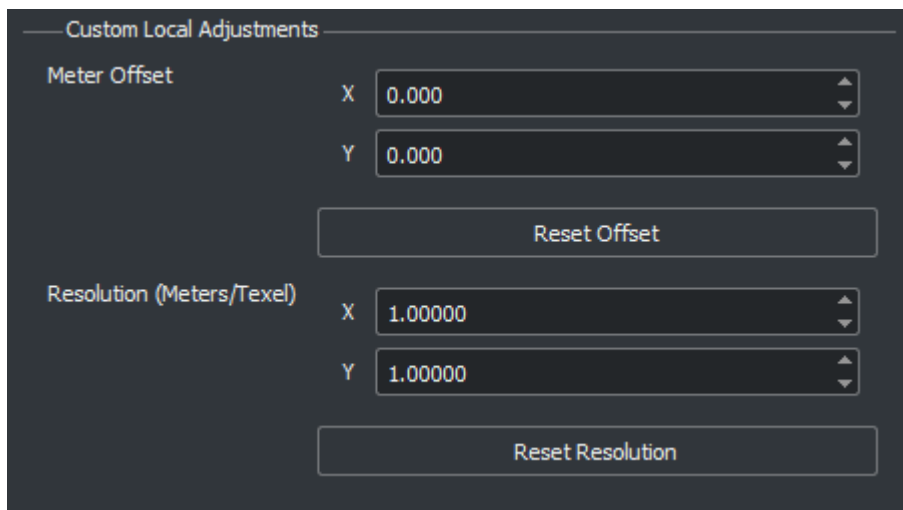 Custom Local Adjustments
Meter Offset
X 0.000
Y 0.000
Reset Offset
Resolution (Meters/Texel)
X 1.00000
Y 1.00000
Reset Resolution